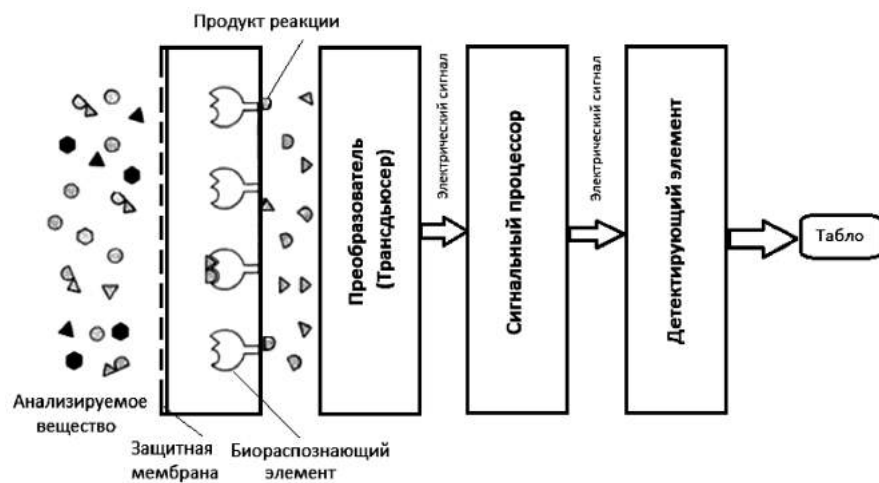 Продукт реакции
Преобразователь
(Трансдьюсер)
Электрический сигнал
Сигнальный процессор
Электрический сигнал
Детектирующий элемент
Табло
Анализируемое
вещество
Защитная
мембрана
Биораспознающий
элемент